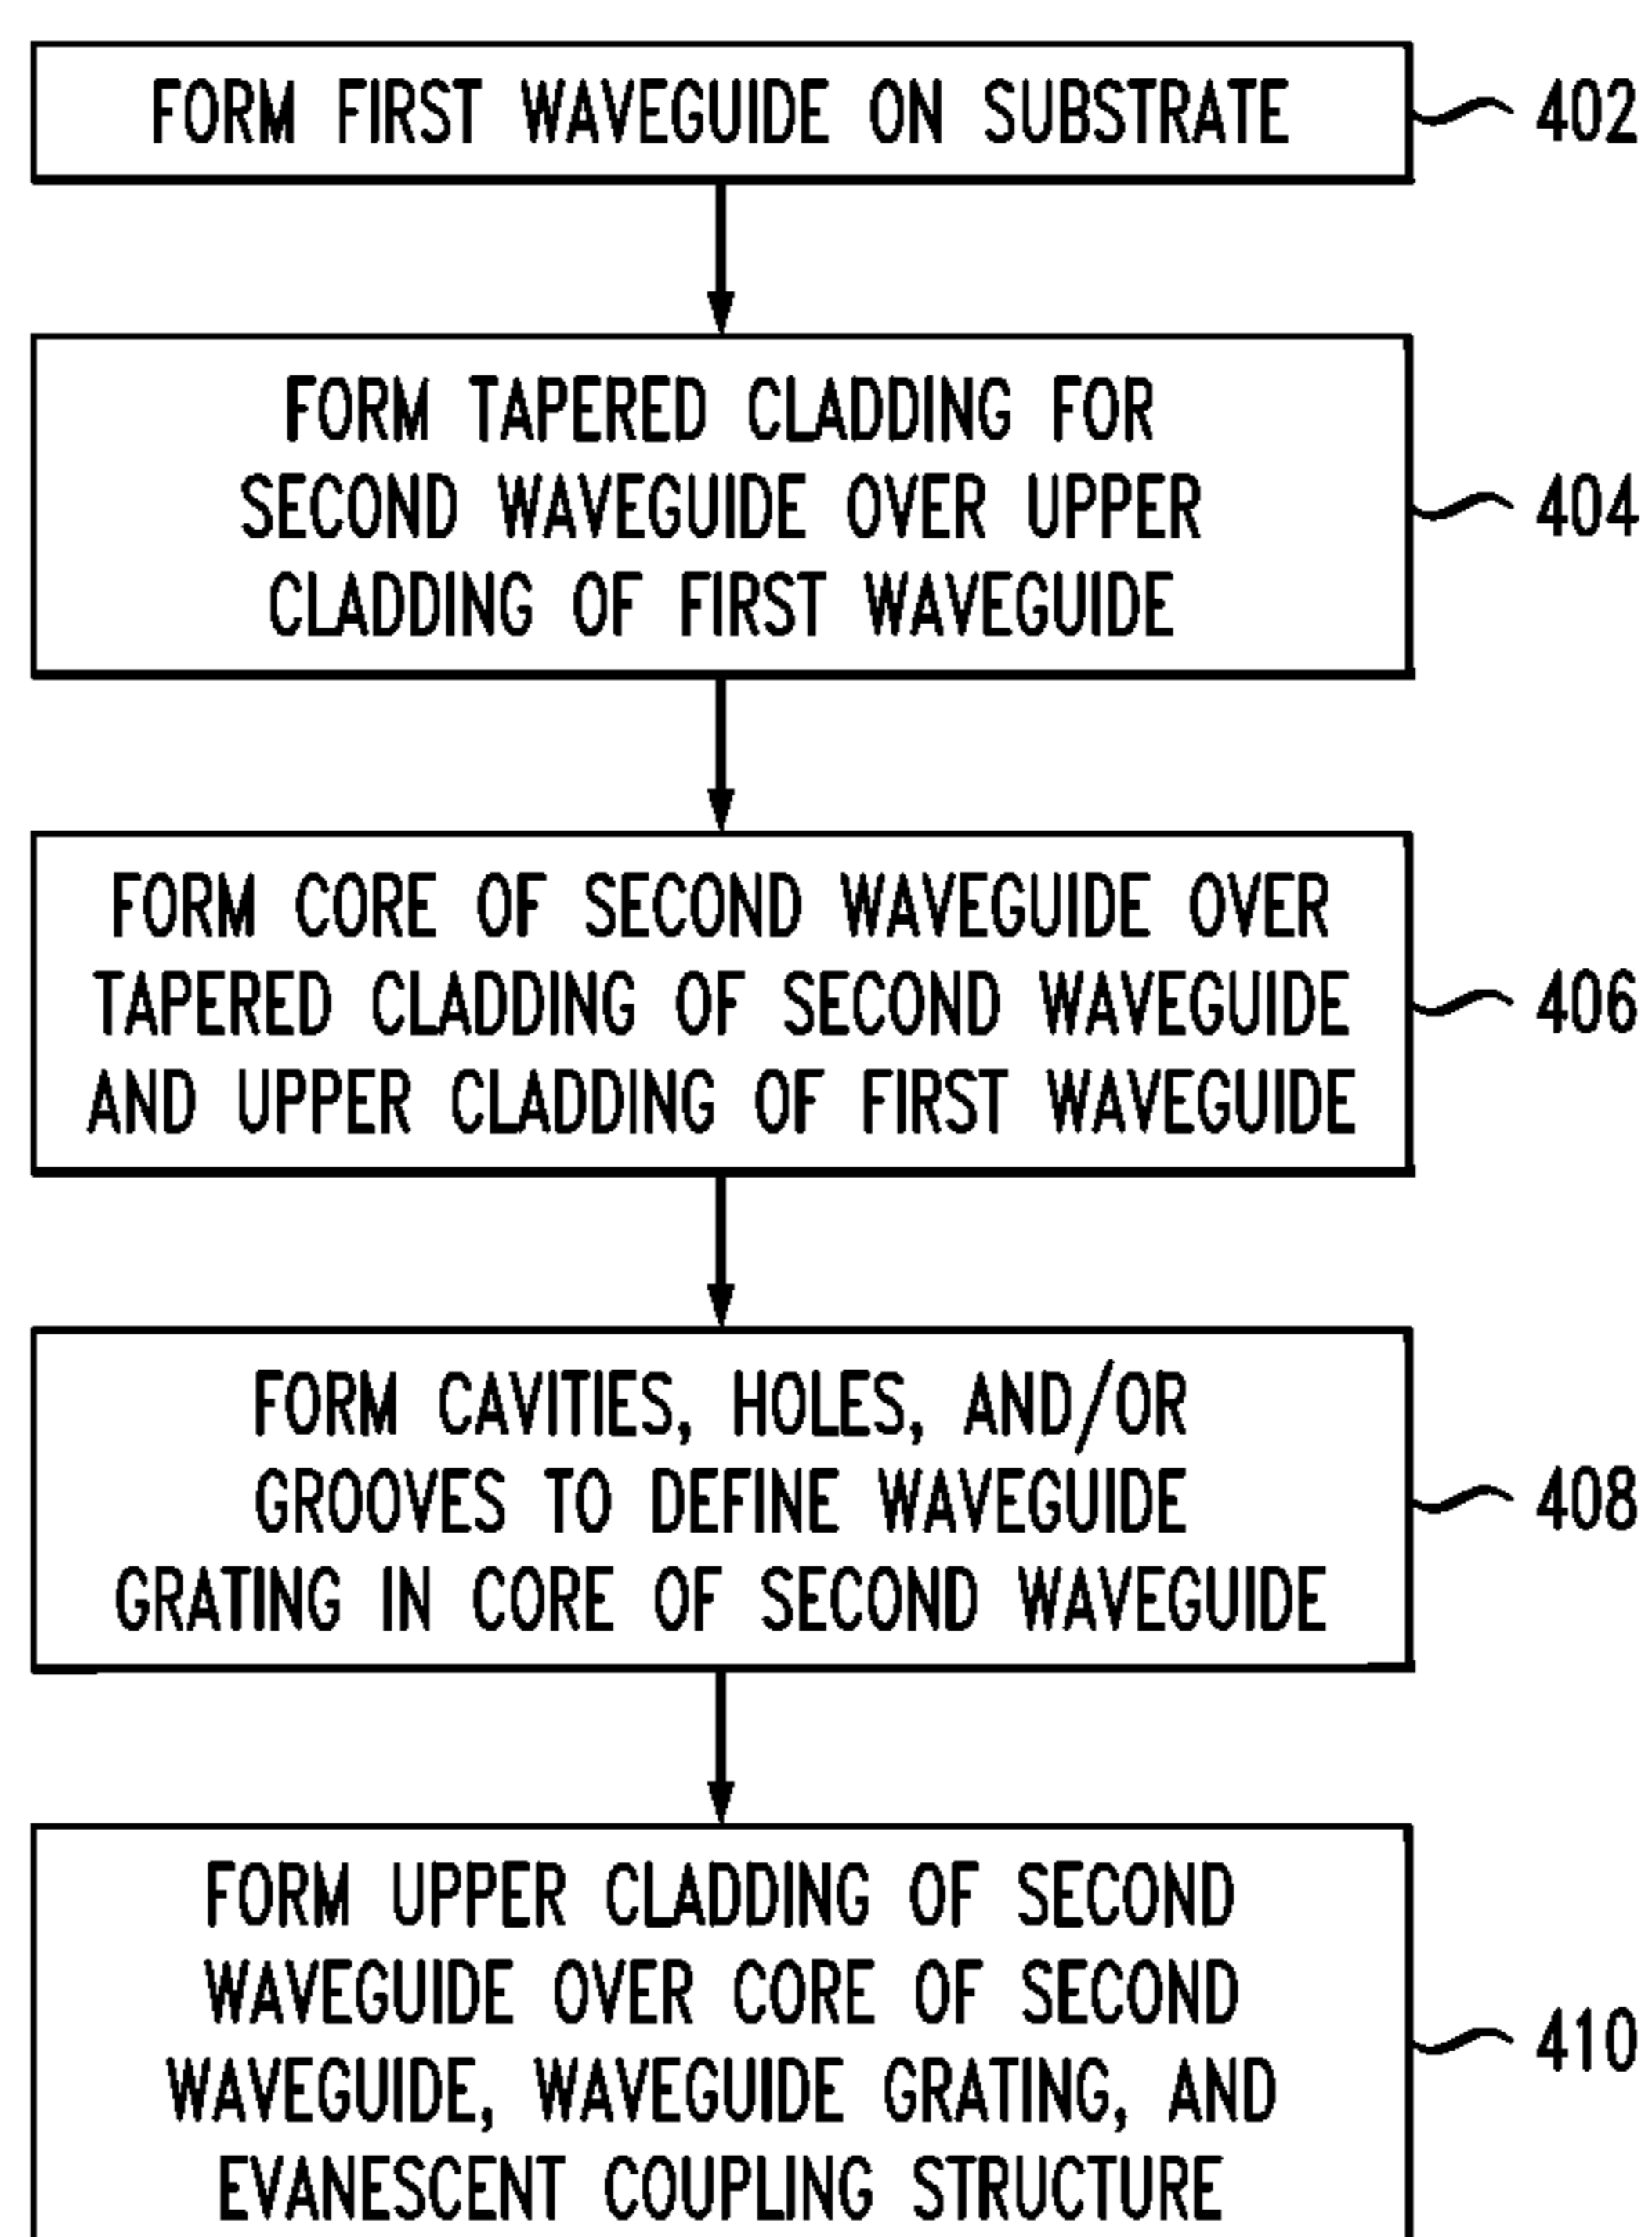 FORM FIRST WAVEGUIDE ON SUBSTRATE
402
FORM TAPERED CLADDING FOR
SECOND WAVEGUIDE OVER UPPER
CLADDING OF FIRST WAVEGUIDE
404
FORM CORE OF SECOND WAVEGUIDE OVER
TAPERED CLADDING OF SECOND WAVEGUIDE
AND UPPER CLADDING OF FIRST WAVEGUIDE
406
FORM CAVITIES, HOLES, AND/OR
GROOVES TO DEFINE WAVEGUIDE
GRATING IN CORE OF SECOND WAVEGUIDE
408
FORM UPPER CLADDING OF SECOND
WAVEGUIDE OVER CORE OF SECOND
WAVEGUIDE, WAVEGUIDE GRATING, AND
EVANESCENT COUPLING STRUCTURE
410